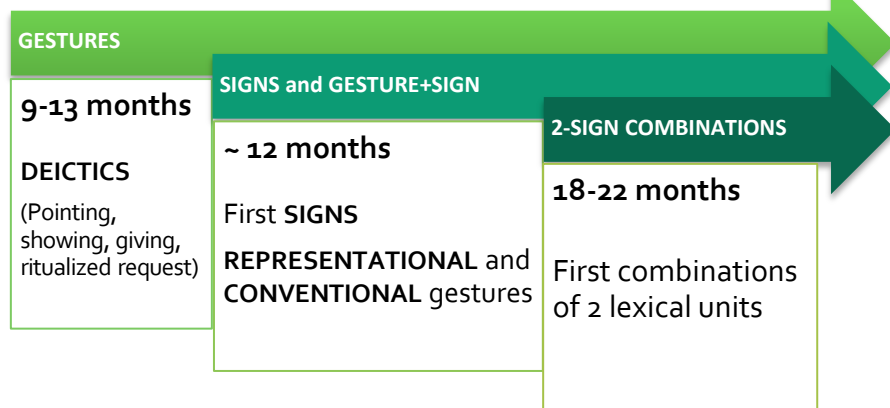 GESTURES
9-13 months
DEICTICS
(Pointing,
showing, giving,
ritualized request)
SIGNS and GESTURE+SIGN
~ 12 months
First SIGNS
REPRESENTATIONAL and
CONVENTIONAL gestures
2-SIGN COMBINATIONS
18-22 months
First combinations
of 2 lexical units